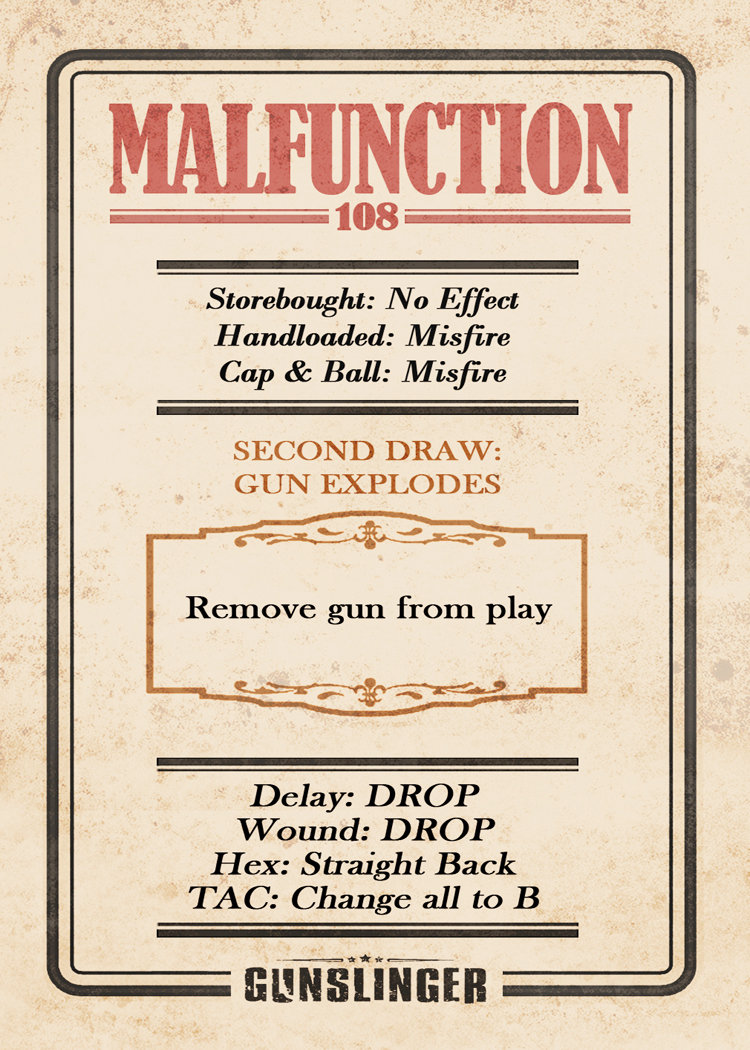 MALFUNCTION
108
Storebought: No Effect
Handloaded: Misfire
Cap & Ball: Misfire
SECOND DRAW:
GUN EXPLODES
Remove gun from play
Delay: DROP
Wound: DROP
Hex: Straight Back
TAC: Change all to B
GUNSLINGER